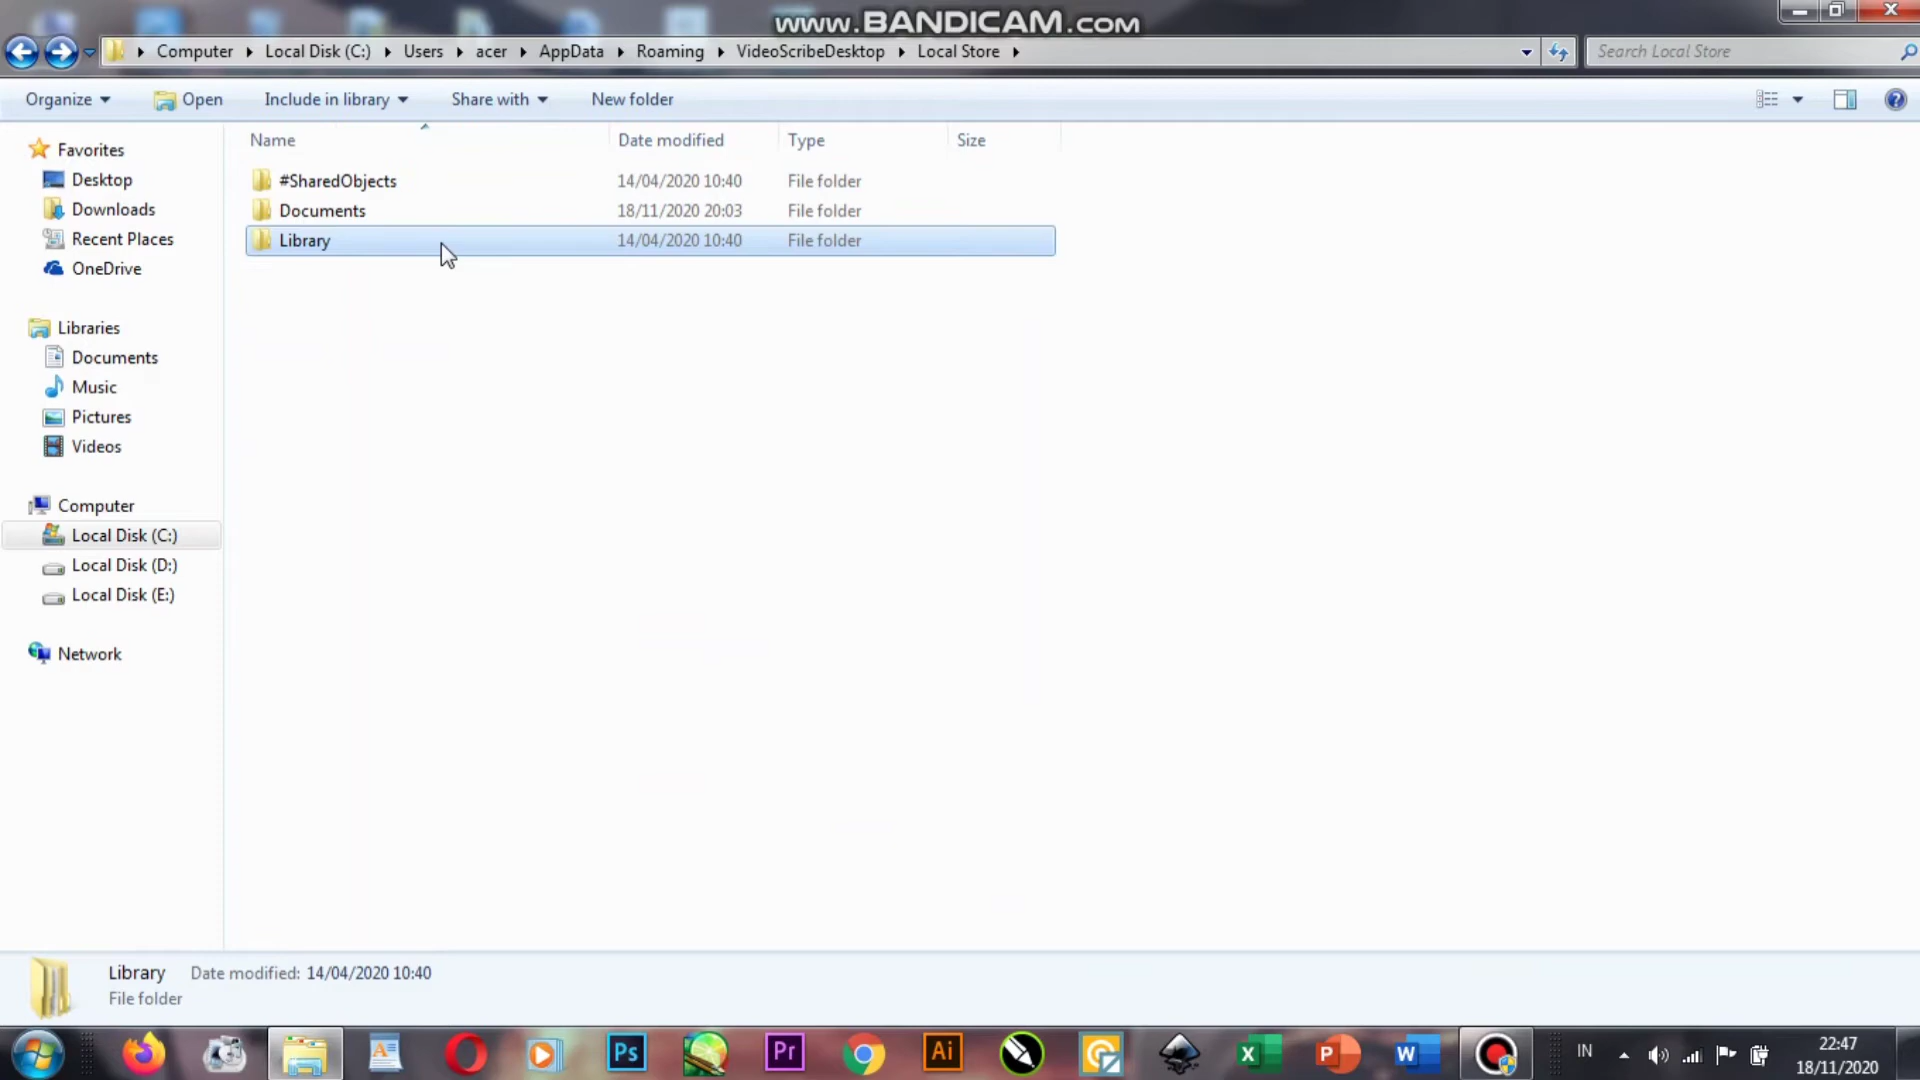 www.BANDICAM.com
Computer Local Disk (C:) Users acer AppData Roaming VideoScribeDesktop Local Store
Search Local Store
Organize Open Include in library Share with New folder
Name Date modified Type Size
Favorites
Desktop
Downloads
Recent Places
OneDrive
Libraries
Documents
Music
Pictures
Videos
Computer
Local Disk (C:)
Local Disk (D:)
Local Disk (E:)
Network
#SharedObjects 14/04/2020 10:40 File folder
Documents 18/11/2020 20:03 File folder
Library 14/04/2020 10:40 File folder
Library Date modified: 14/04/2020 10:40
File folder
Ps
Pr
Ai
X
P
W
IN
22:47
18/11/2020